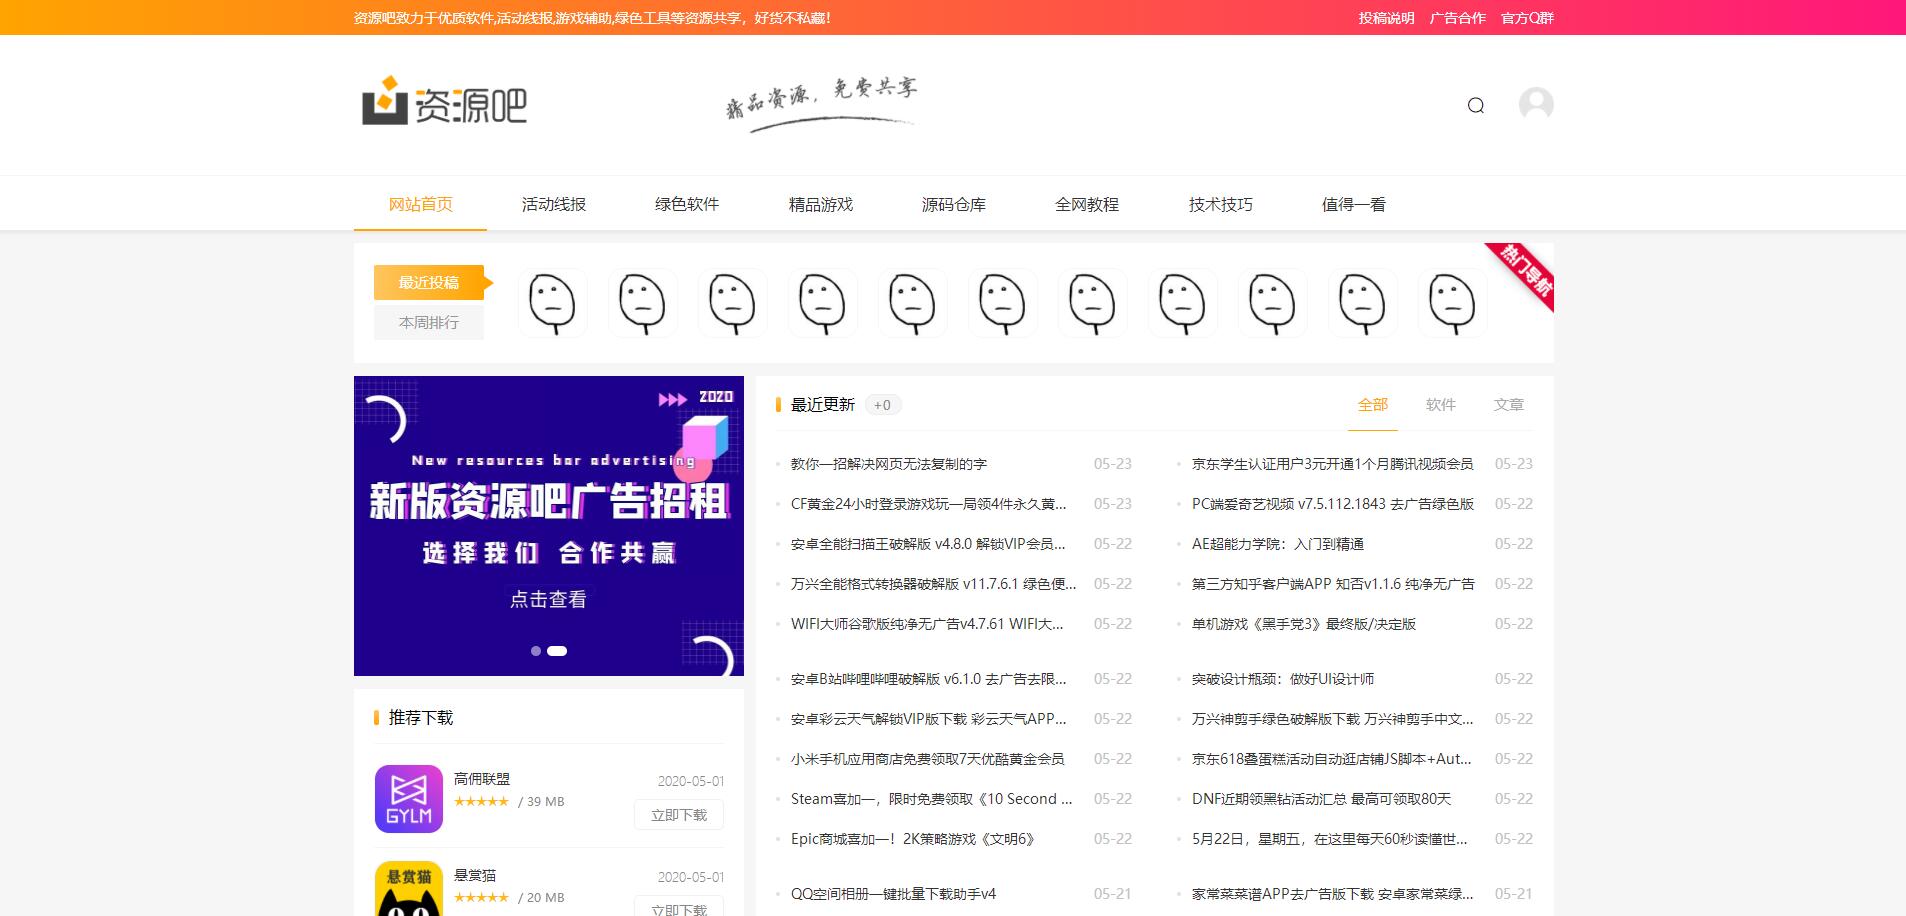 资源吧致力于优质软件,活动线报,游戏辅助,绿色工具等资源共享，好货不私藏！
投稿说明 广告合作 官方Q群
资源吧
精品资源，免费共享
网站首页 活动线报 绿色软件 精品游戏 源码仓库 全网教程 技术技巧 值得一看
最近投稿
本周排行
热门导航
2020
New resources bar advertising
新版资源吧广告招租
选择我们 合作共赢
点击查看
推荐下载
高佣联盟 2020-05-01
★★★★★ / 39 MB
立即下载
GYLM
悬赏猫
悬赏猫 2020-05-01
★★★★★ / 20 MB
立即下载
最近更新 +0 全部 软件 文章
教你一招解决网页无法复制的字 05-23
京东学生认证用户3元开通1个月腾讯视频会员 05-23
CF黄金24小时登录游戏玩一局领4件永久黄... 05-23
PC端爱奇艺视频 v7.5.112.1843 去广告绿色版 05-22
安卓全能扫描王破解版 v4.8.0 解锁VIP会员... 05-22
AE超能力学院：入门到精通 05-22
万兴全能格式转换器破解版 v11.7.6.1 绿色便... 05-22
第三方知乎客户端APP 知否v1.1.6 纯净无广告 05-22
WIFI大师谷歌版纯净无广告v4.7.61 WIFI大... 05-22
单机游戏《黑手党3》最终版/决定版 05-22
安卓B站哔哩哔哩破解版 v6.1.0 去广告去限... 05-22
突破设计瓶颈：做好UI设计师 05-22
安卓彩云天气解锁VIP版下载 彩云天气APP... 05-22
万兴神剪手绿色破解版下载 万兴神剪手中文... 05-22
小米手机应用商店免费领取7天优酷黄金会员 05-22
京东618叠蛋糕活动自动逛店铺JS脚本+Aut... 05-22
Steam喜加一，限时免费领取《10 Second ... 05-22
DNF近期领黑钻活动汇总 最高可领取80天 05-22
Epic商城喜加一！2K策略游戏《文明6》 05-22
5月22日，星期五，在这里每天60秒读懂世... 05-22
QQ空间相册一键批量下载助手v4 05-21
家常菜菜谱APP去广告版下载 安卓家常菜绿... 05-21